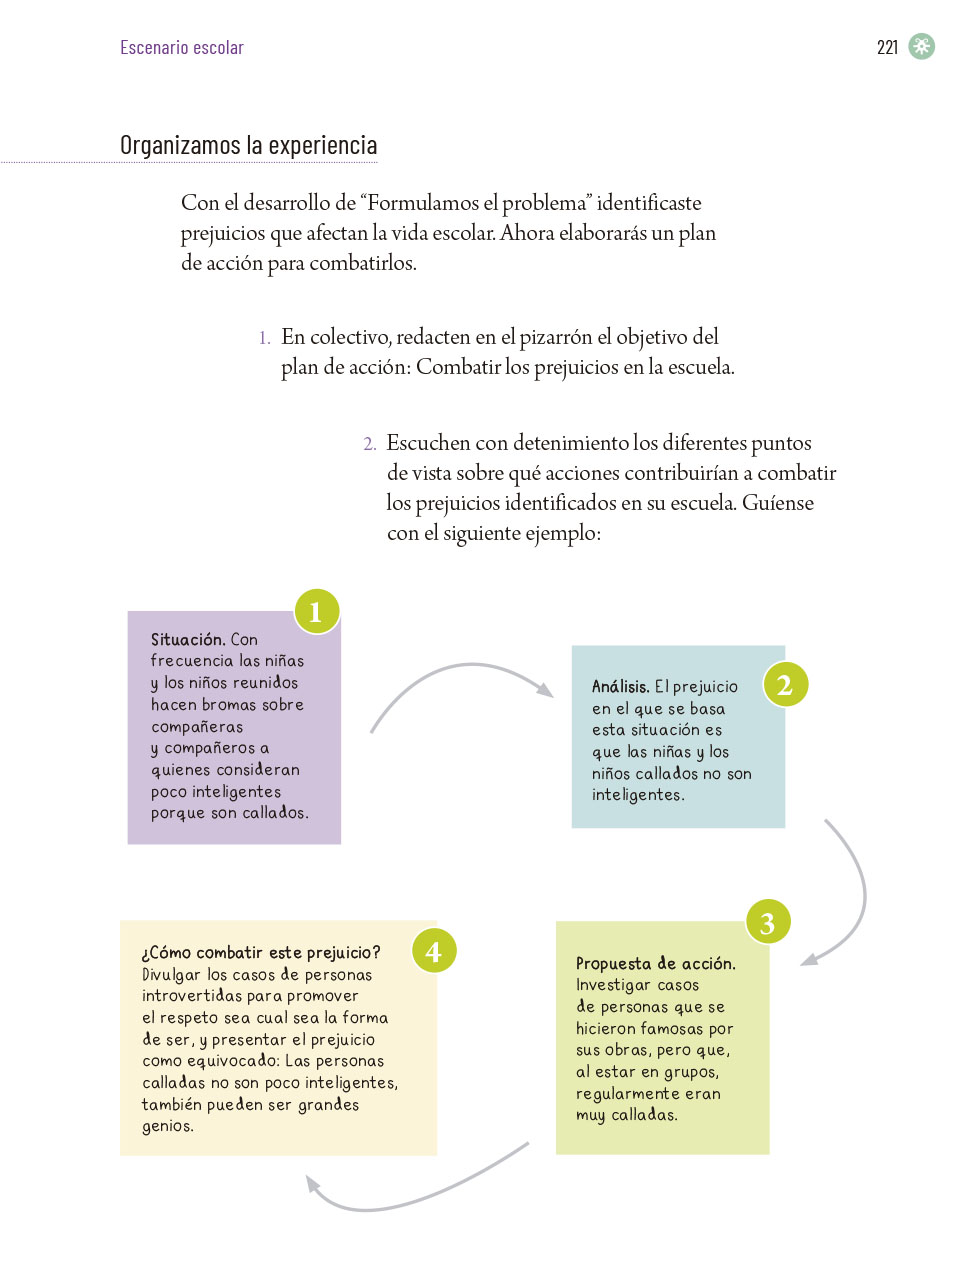 Escenario escolar
221
Organizamos la experiencia
Con el desarrollo de “Formulamos el problema” identificaste
prejuicios que afectan la vida escolar. Ahora elaborarás un plan
de acción para combatirlos.
1. En colectivo, redacten en el pizarrón el objetivo del
plan de acción: Combatir los prejuicios en la escuela.
2. Escuchen con detenimiento los diferentes puntos
de vista sobre qué acciones contribuirían a combatir
los prejuicios identificados en su escuela. Guíense
con el siguiente ejemplo:
1
Situación. Con
frecuencia las niñas
y los niños reunidos
hacen bromas sobre
compañeras
y compañeros a
quienes consideran
poco inteligentes
porque son callados.
2
Análisis. El prejuicio
en el que se basa
esta situación es
que las niñas y los
niños callados no son
inteligentes.
3
Propuesta de acción.
Investigar casos
de personas que se
hicieron famosas por
sus obras, pero que,
al estar en grupos,
regularmente eran
muy calladas.
4
¿Cómo combatir este prejuicio?
Divulgar los casos de personas
introvertidas para promover
el respeto sea cual sea la forma
de ser, y presentar el prejuicio
como equivocado: Las personas
calladas no son poco inteligentes,
también pueden ser grandes
genios.